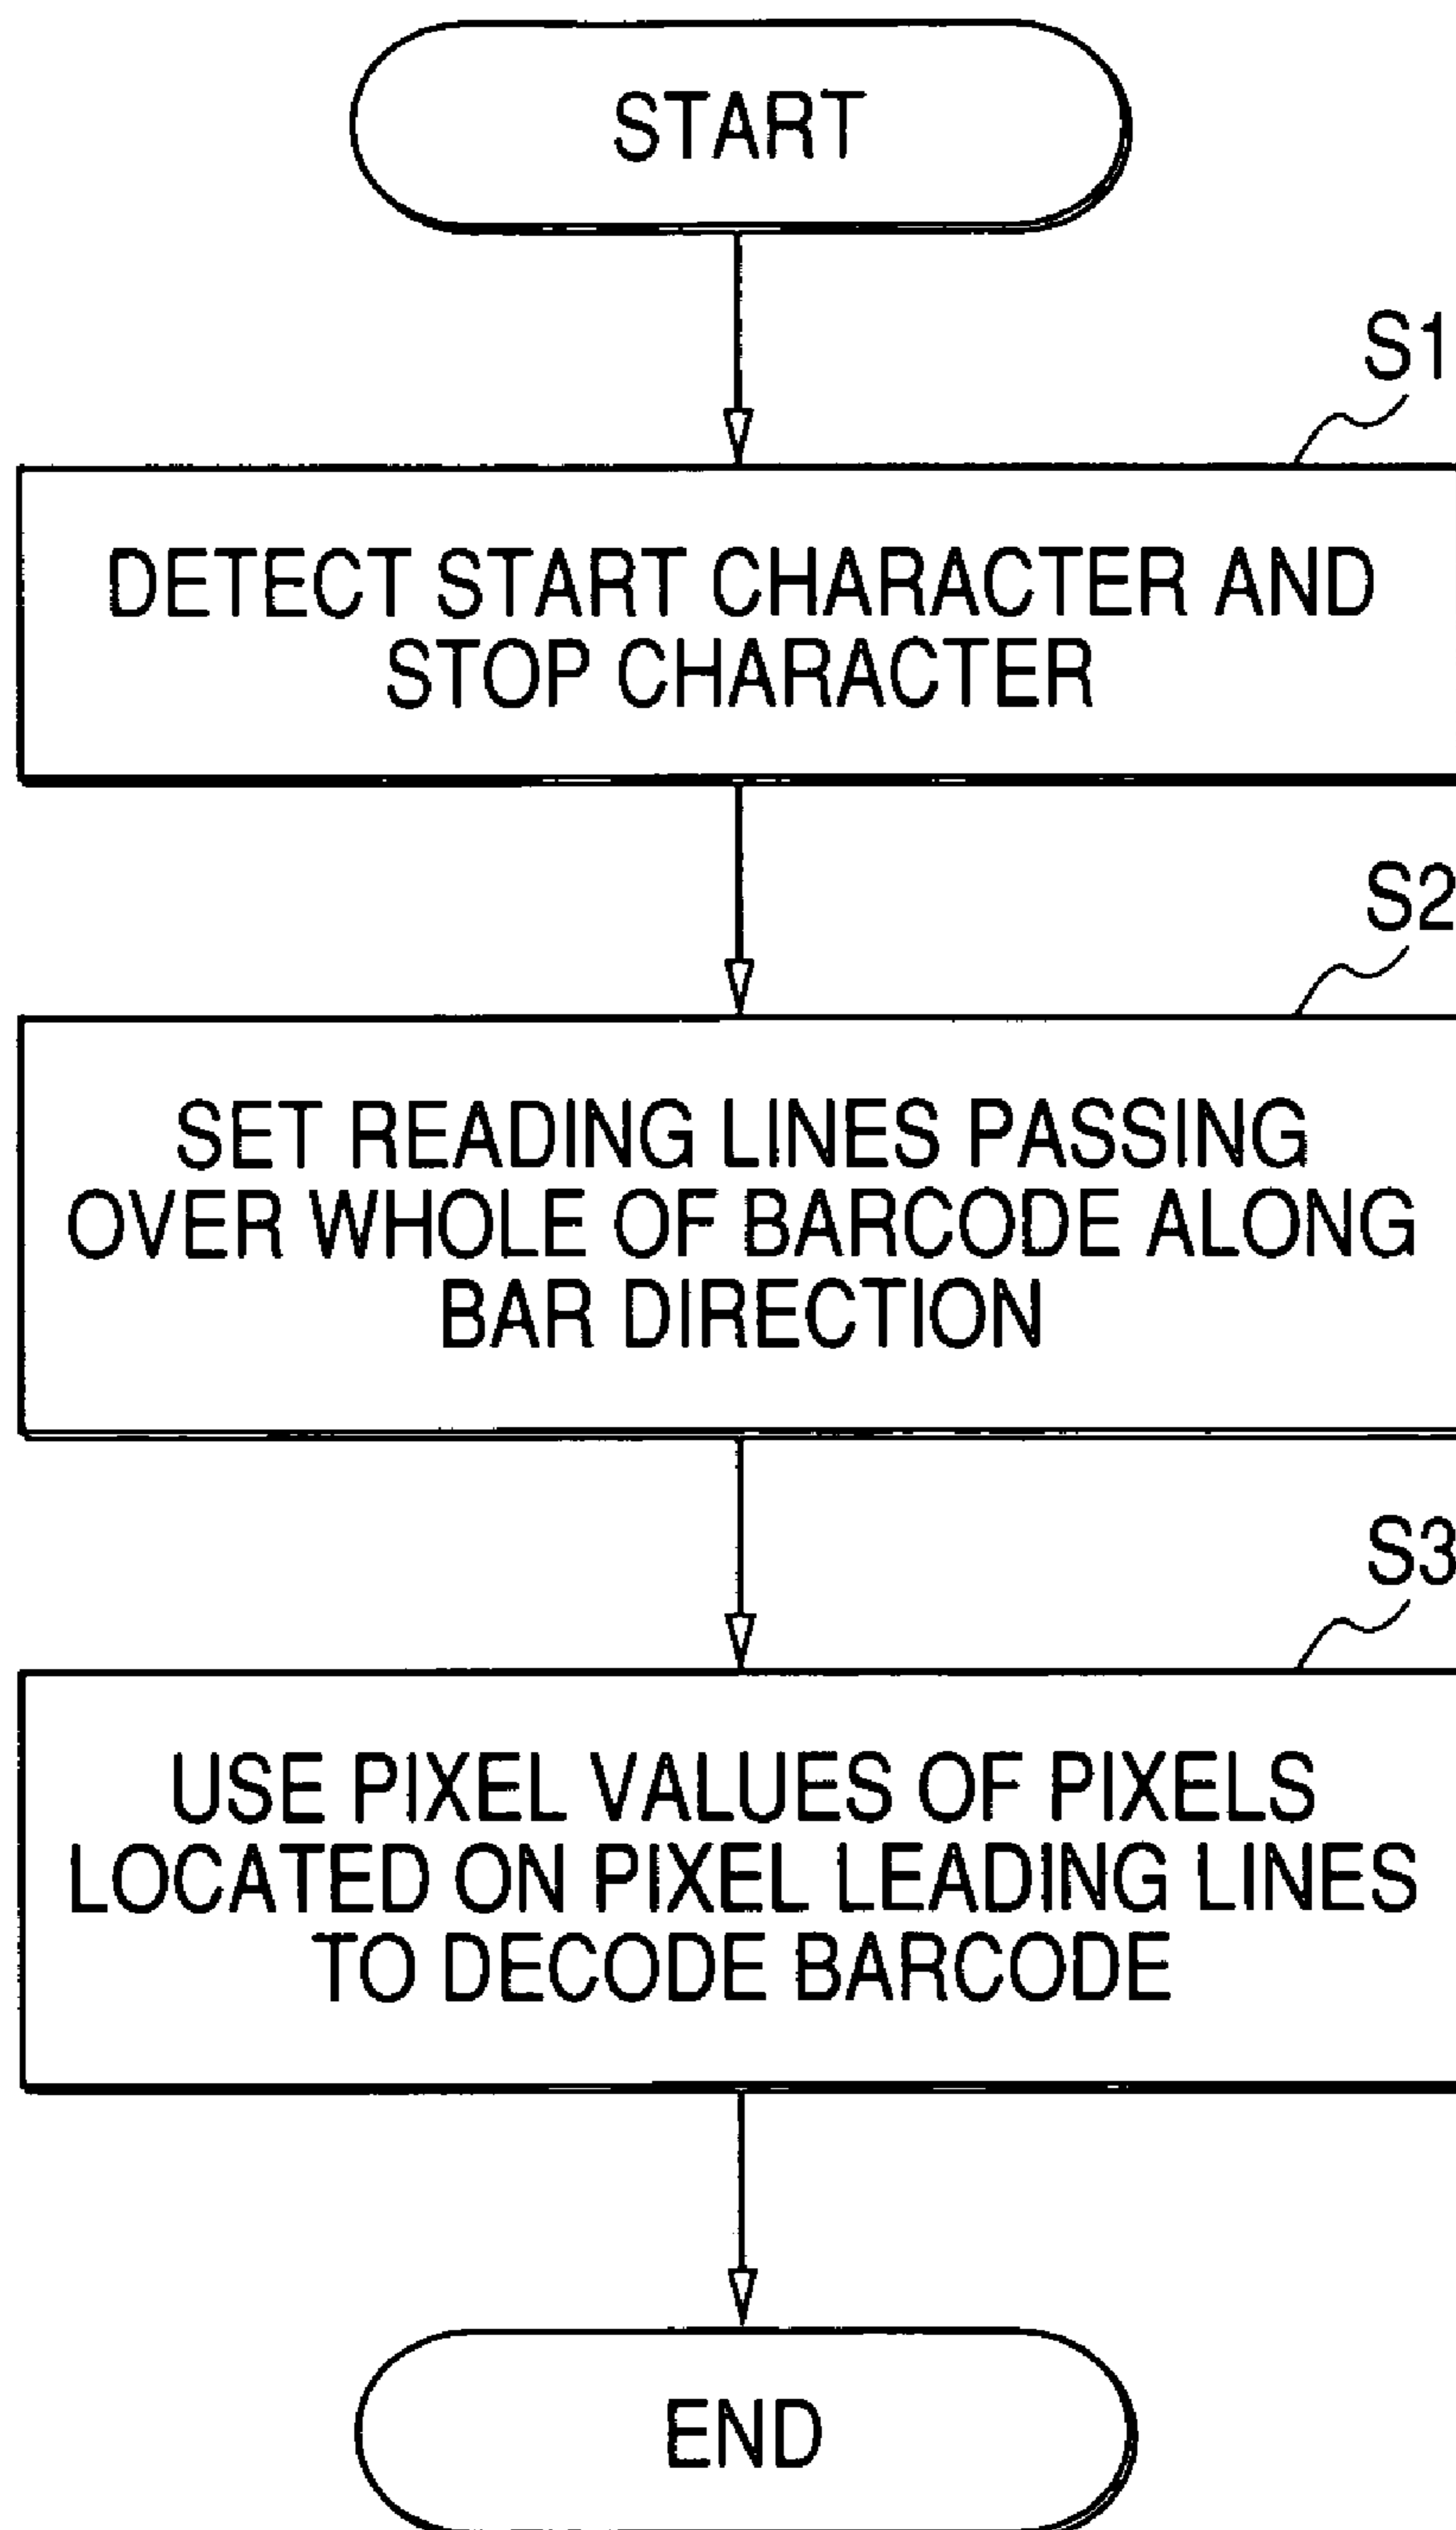 START
S1
DETECT START CHARACTER AND
STOP CHARACTER
S2
SET READING LINES PASSING
OVER WHOLE OF BARCODE ALONG
BAR DIRECTION
S3
USE PIXEL VALUES OF PIXELS
LOCATED ON PIXEL LEADING LINES
TO DECODE BARCODE
END